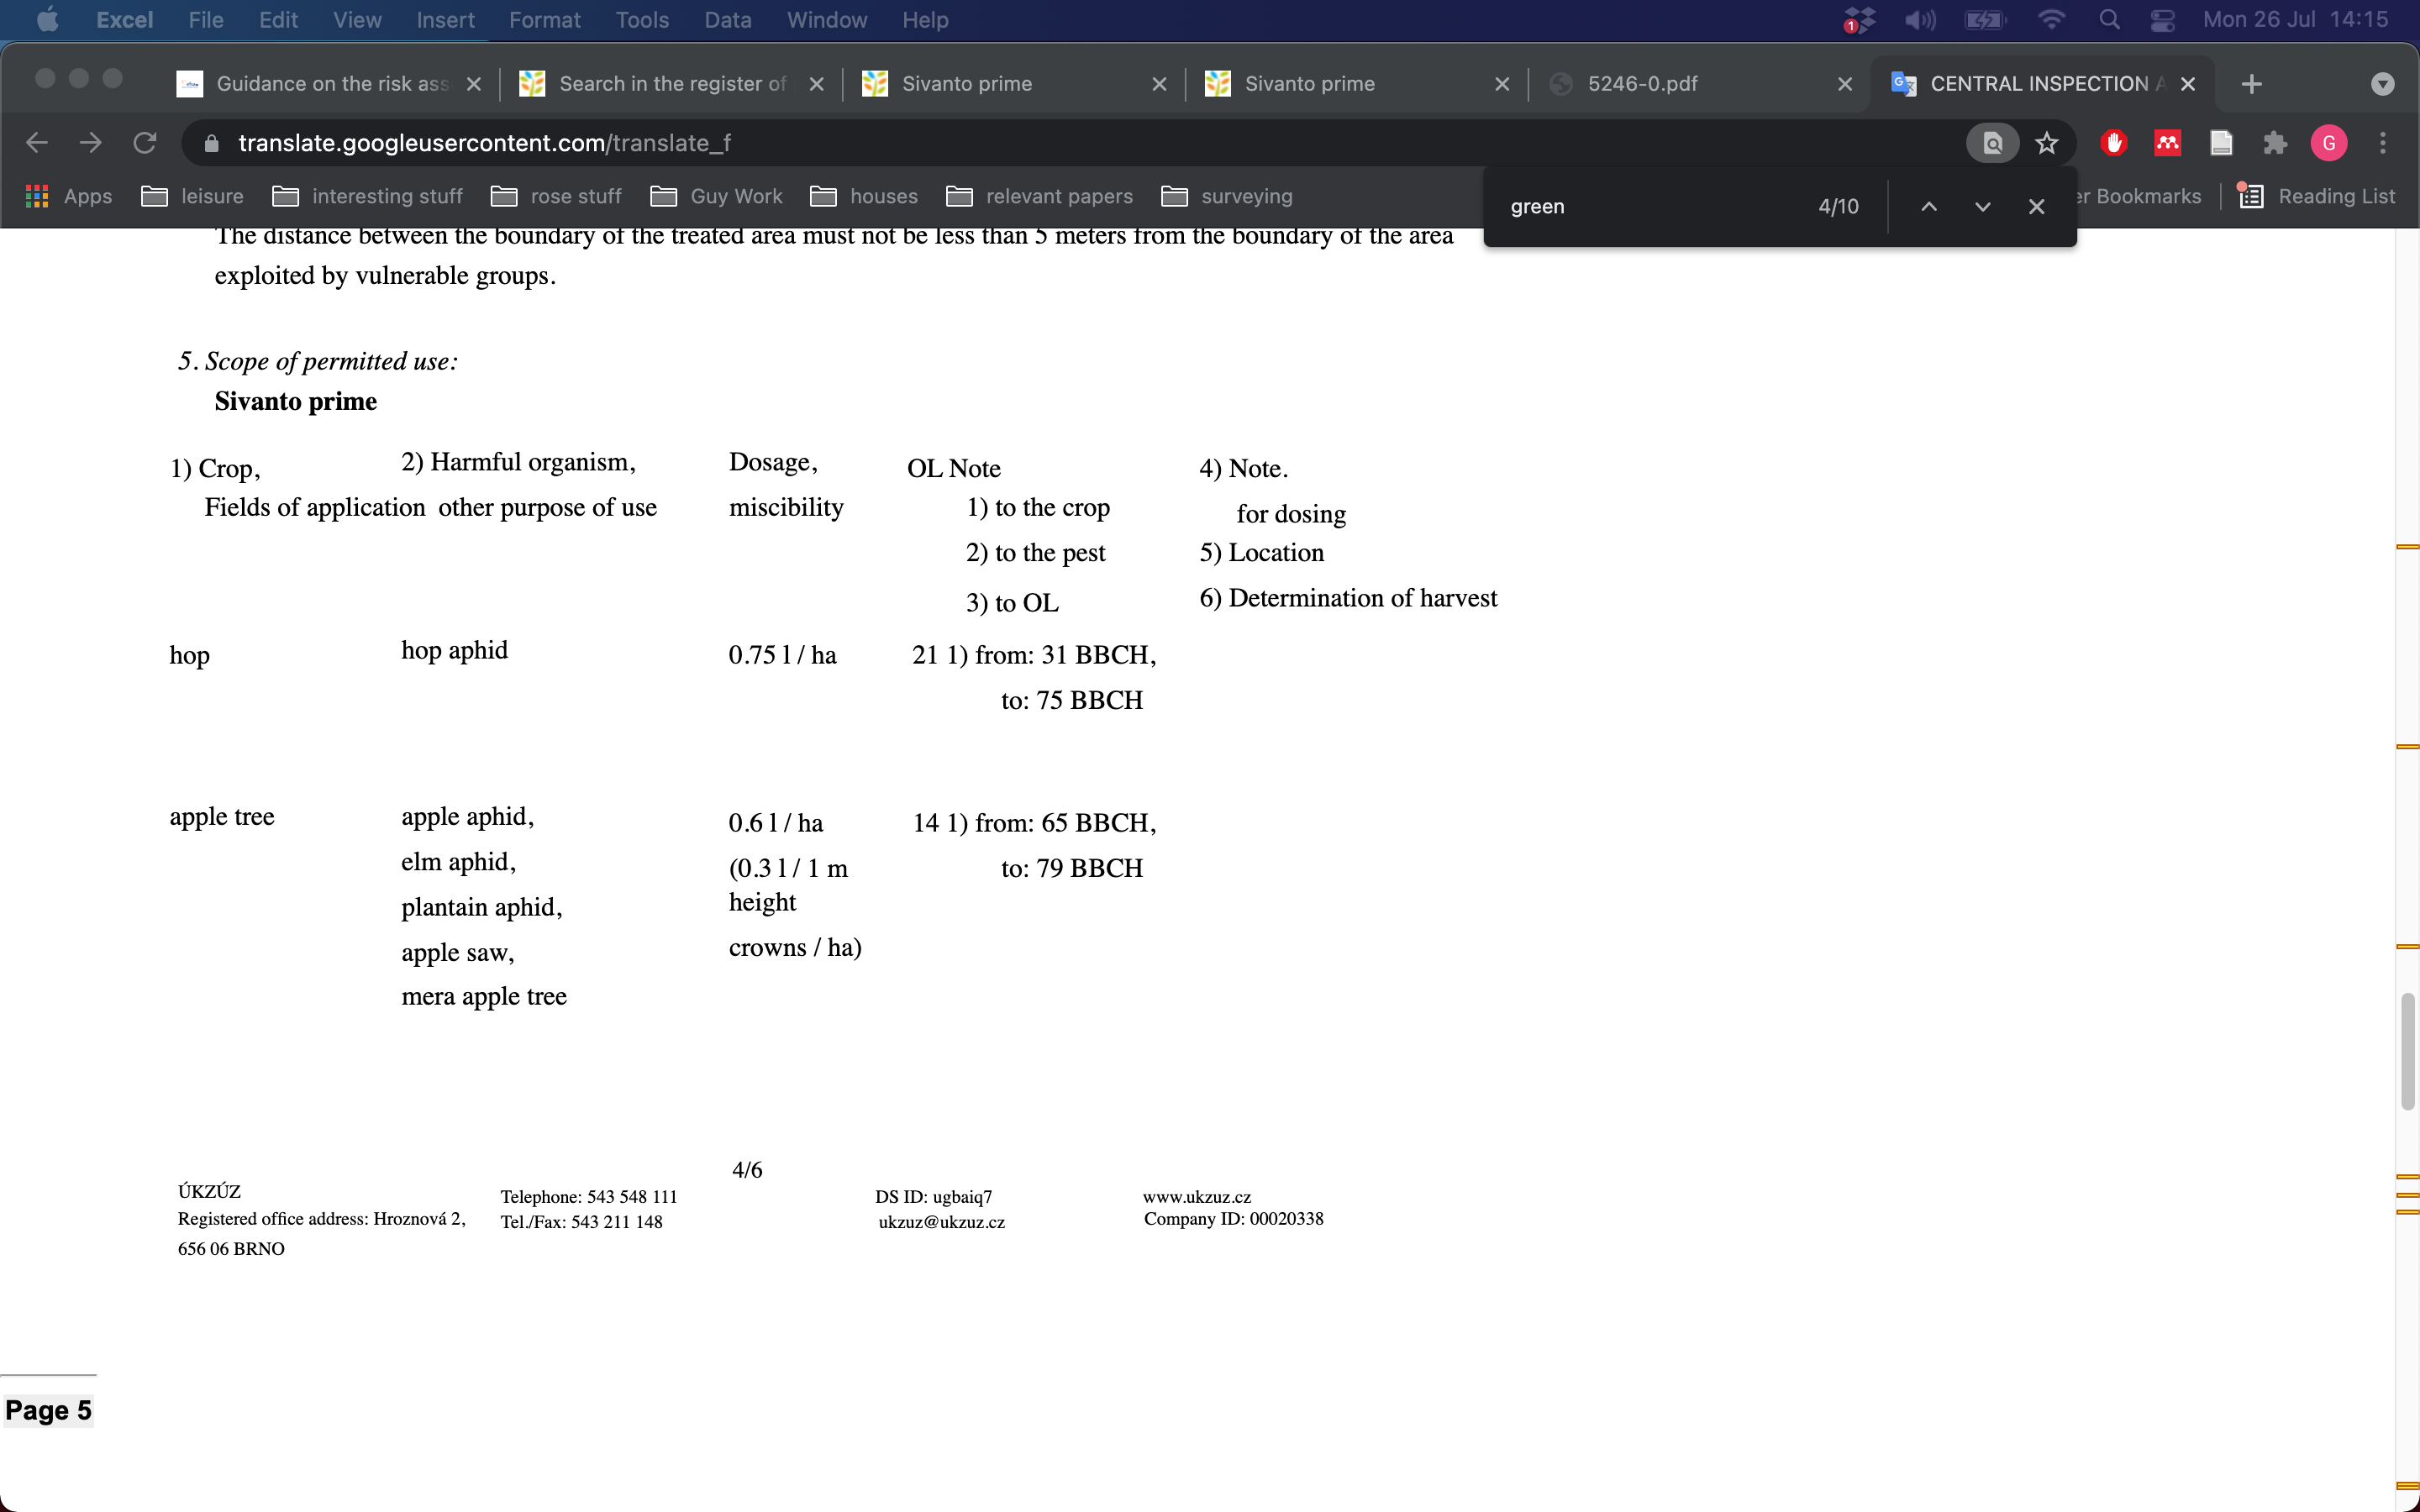 Excel File Edit View Insert Format Tools Data Window Help 1 Mon 26 Jul 14:15
Guidance on the risk ass Search in the register of Sivanto prime Sivanto prime 5246-0.pdf CENTRAL INSPECTION A
translate.googleusercontent.com/translate_f G
Apps leisure interesting stuff rose stuff Guy Work houses relevant papers surveying green 4/10 er Bookmarks Reading List
The distance between the boundary of the treated area must not be less than 5 meters from the boundary of the area
exploited by vulnerable groups.
5. Scope of permitted use:
Sivanto prime
1) Crop, 2) Harmful organism, Dosage, OL Note 4) Note.
Fields of application other purpose of use miscibility 1) to the crop for dosing
2) to the pest 5) Location
3) to OL 6) Determination of harvest
hop hop aphid 0.75 l / ha 21 1) from: 31 BBCH,
to: 75 BBCH
apple tree apple aphid, 0.6 l / ha 14 1) from: 65 BBCH,
elm aphid, (0.3 l / 1 m to: 79 BBCH
plantain aphid, height
apple saw, crowns / ha)
mera apple tree
4/6
ÚKZÚZ Telephone: 543 548 111 DS ID: ugbaiq7 www.ukzuz.cz
Registered office address: Hroznová 2, Tel./Fax: 543 211 148 ukzuz@ukzuz.cz Company ID: 00020338
656 06 BRNO
Page 5